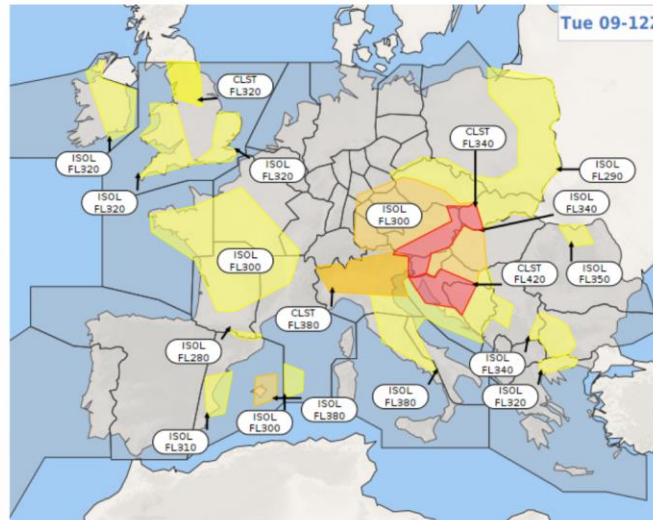 Tue 09-12Z
CLST
FL320
ISOL
FL320
ISOL
FL320
ISOL
FL320
CLST
FL340
ISOL
FL290
ISOL
FL340
ISOL
FL300
ISOL
FL300
CLST
FL420
ISOL
FL350
CLST
FL380
ISOL
FL280
ISOL
FL340
ISOL
FL320
ISOL
FL380
ISOL
FL380
ISOL
FL300
ISOL
FL310